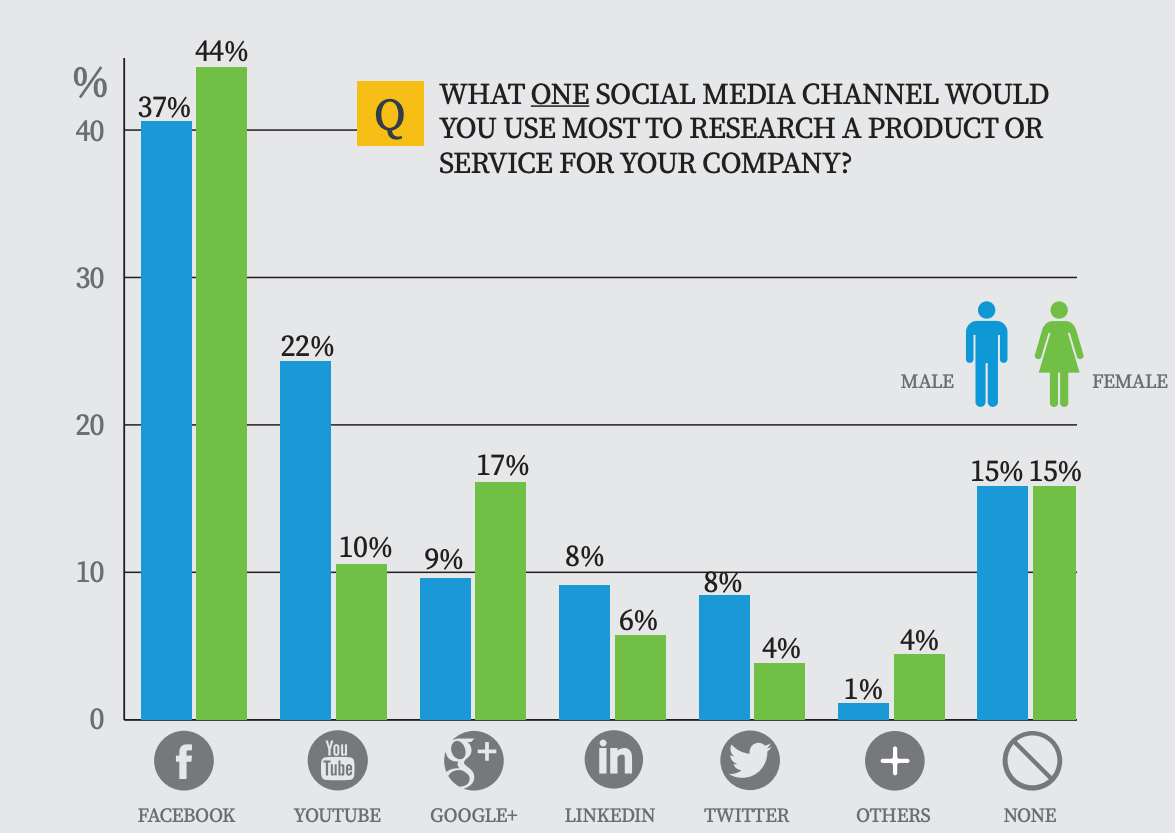 44%
%
37%
Q
WHAT ONE SOCIAL MEDIA CHANNEL WOULD
YOU USE MOST TO RESEARCH A PRODUCT OR
SERVICE FOR YOUR COMPANY?
40
30
22%
MALE
FEMALE
20
17%
15% 15%
10%
9%
8%
8%
10
6%
4%
4%
1%
0
f
You
Tube
g+
in
+
FACEBOOK
YOUTUBE
GOOGLE+
LINKEDIN
TWITTER
OTHERS
NONE